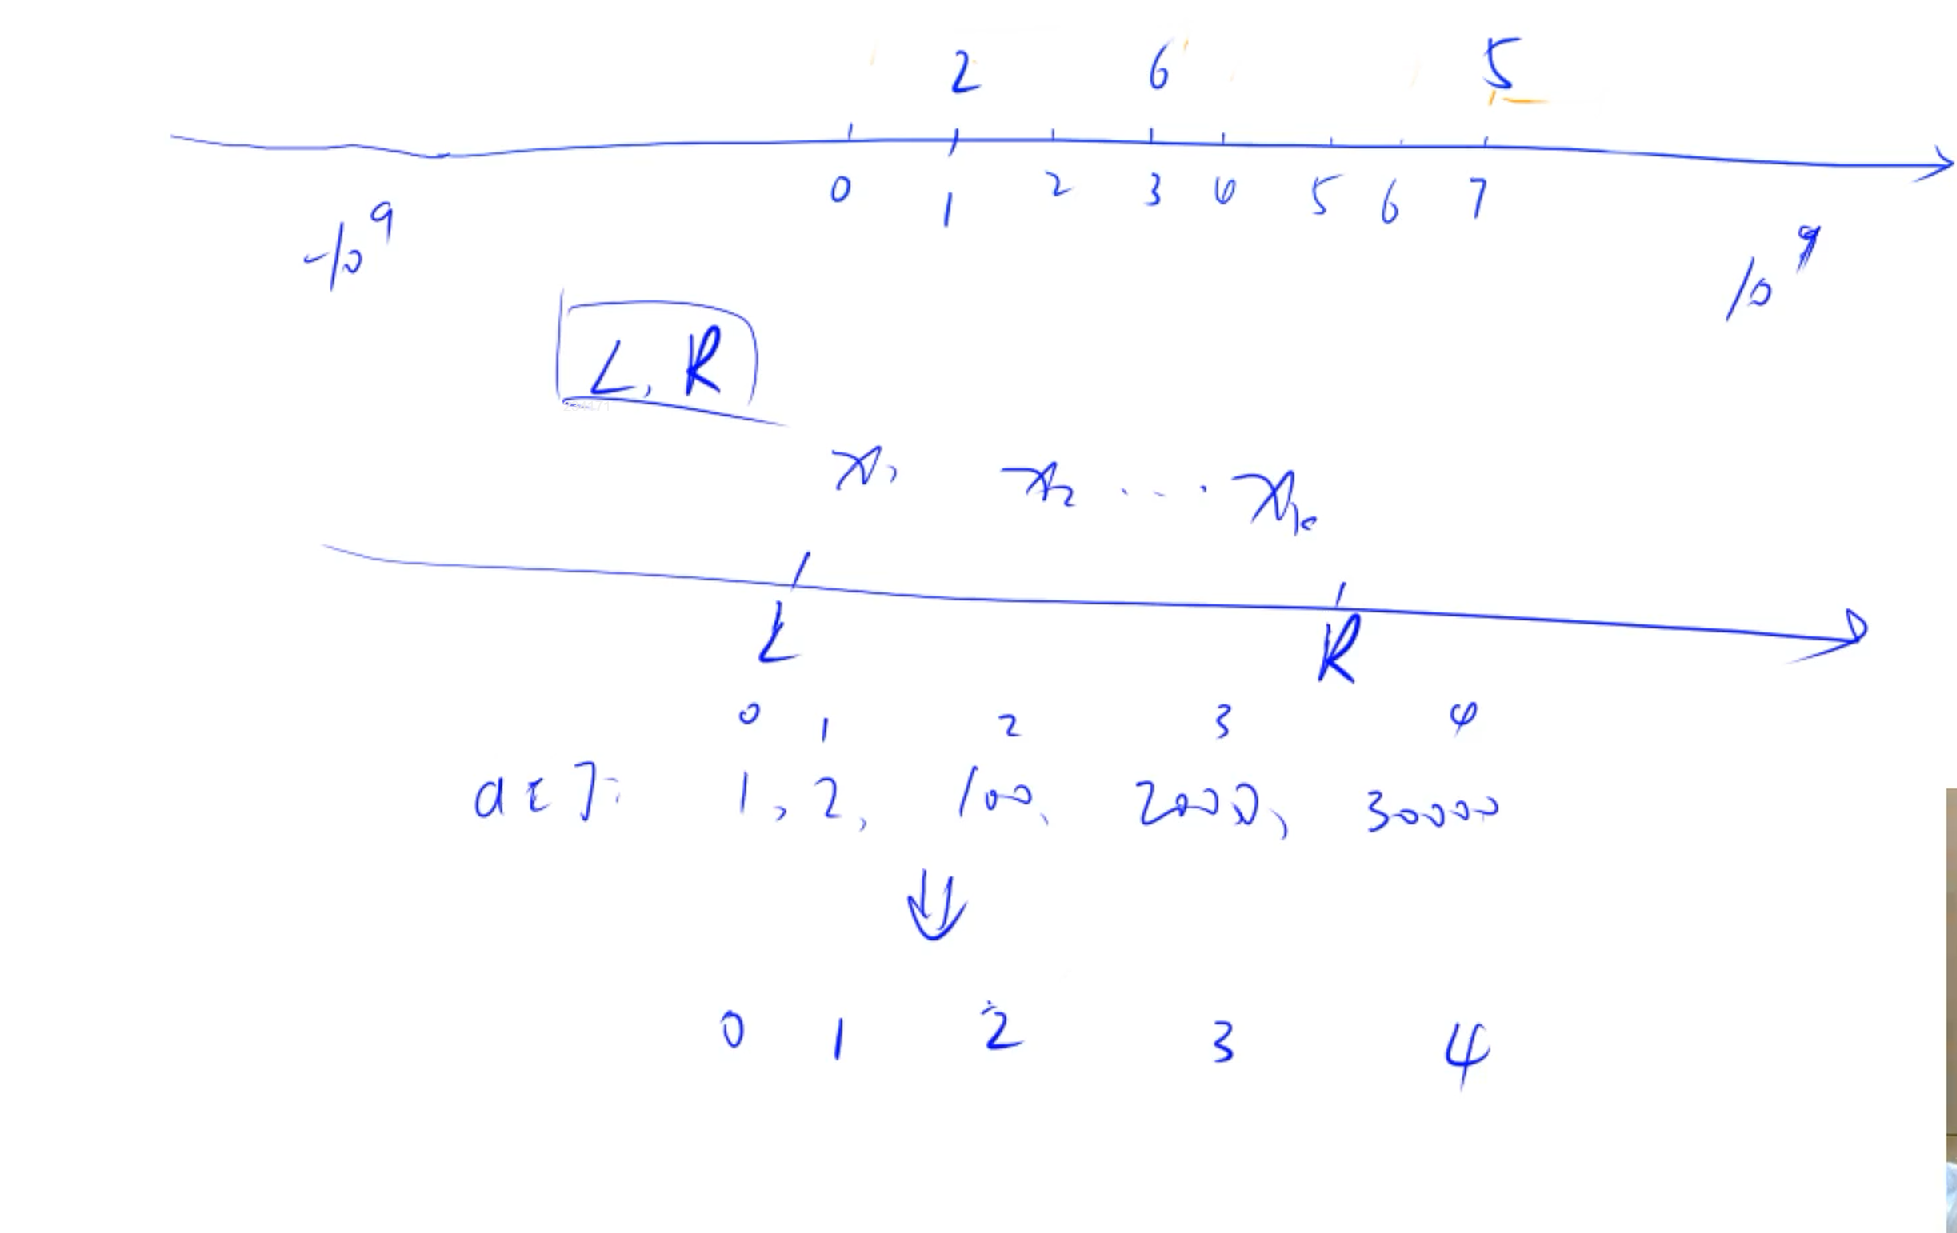 2 6 5
0 1 2 3 4 5 6 7
-10^9 10^9
L, R
x1, x2 ... xk
L R
0 1 2 3 4
a[]: 1, 2, 100, 2000, 30000
⇓
0 1 2 3 4